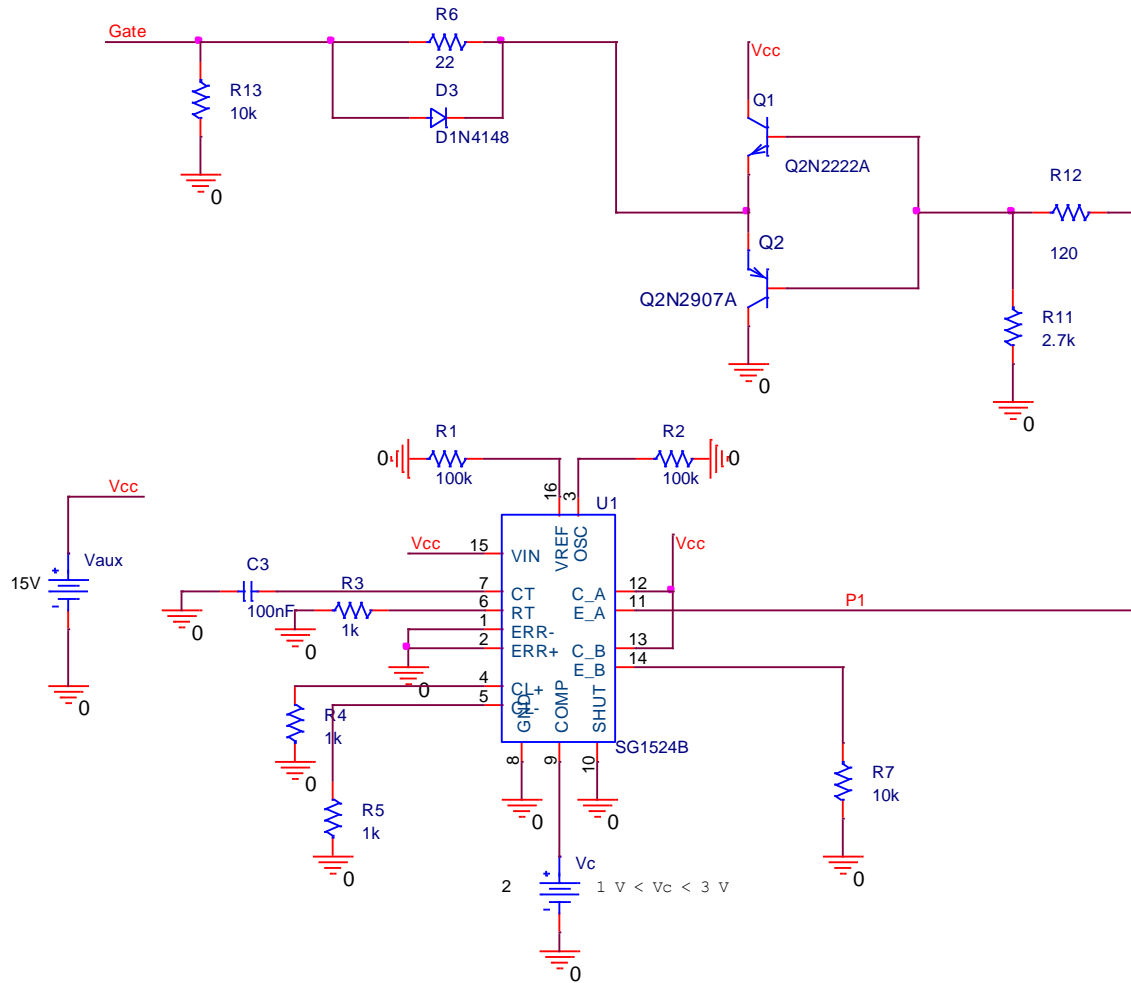 Gate
R6
22
D3
D1N4148
R13
10k
0
Vcc
Q1
Q2N2222A
Q2
Q2N2907A
0
R12
120
R11
2.7k
0
R1
0
100k
R2
100k
0
16
3
U1
Vcc
Vaux
15V
0
Vcc
15
VIN
VREF
OSC
Vcc
C3
100nF
0
R3
1k
0
7
CT
6
RT
1
ERR-
2
ERR+
0
12
C_A
11
E_A
P1
13
C_B
14
E_B
4
CL+
5
CL-
GND
COMP
SHUT
SG1524B
R4
1k
0
R5
1k
0
8
0
9
10
0
R7
10k
0
Vc
2
1 V < Vc < 3 V
0